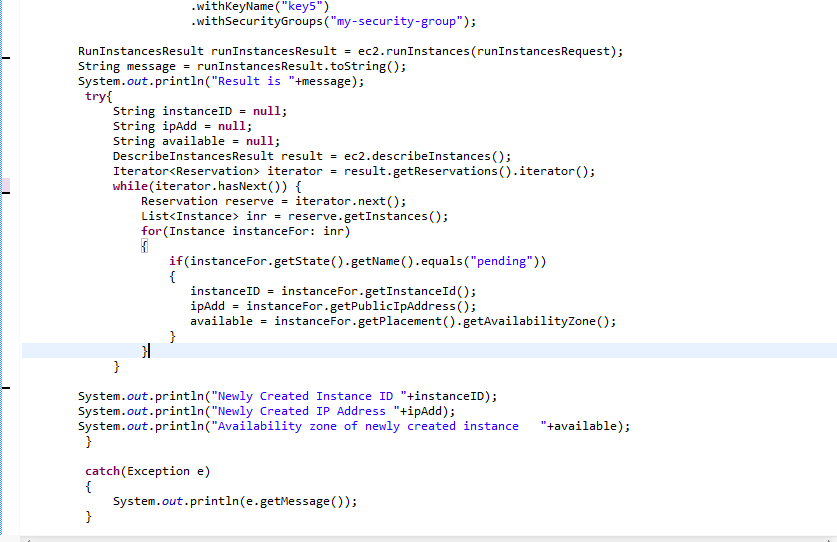 .withKeyName("key5")
.withSecurityGroups("my-security-group");
RunInstancesResult runInstancesResult = ec2.runInstances(runInstancesRequest);
String message = runInstancesResult.toString();
System.out.println("Result is "+message);
try{
String instanceID = null;
String ipAdd = null;
String available = null;
DescribeInstancesResult result = ec2.describeInstances();
Iterator<Reservation> iterator = result.getReservations().iterator();
while(iterator.hasNext()) {
Reservation reserve = iterator.next();
List<Instance> inr = reserve.getInstances();
for(Instance instanceFor: inr)
{
if(instanceFor.getState().getName().equals("pending"))
{
instanceID = instanceFor.getInstanceId();
ipAdd = instanceFor.getPublicIpAddress();
available = instanceFor.getPlacement().getAvailabilityZone();
}
}
}
System.out.println("Newly Created Instance ID "+instanceID);
System.out.println("Newly Created IP Address "+ipAdd);
System.out.println("Availability zone of newly created instance   "+available);
}
catch(Exception e)
{
System.out.println(e.getMessage());
}